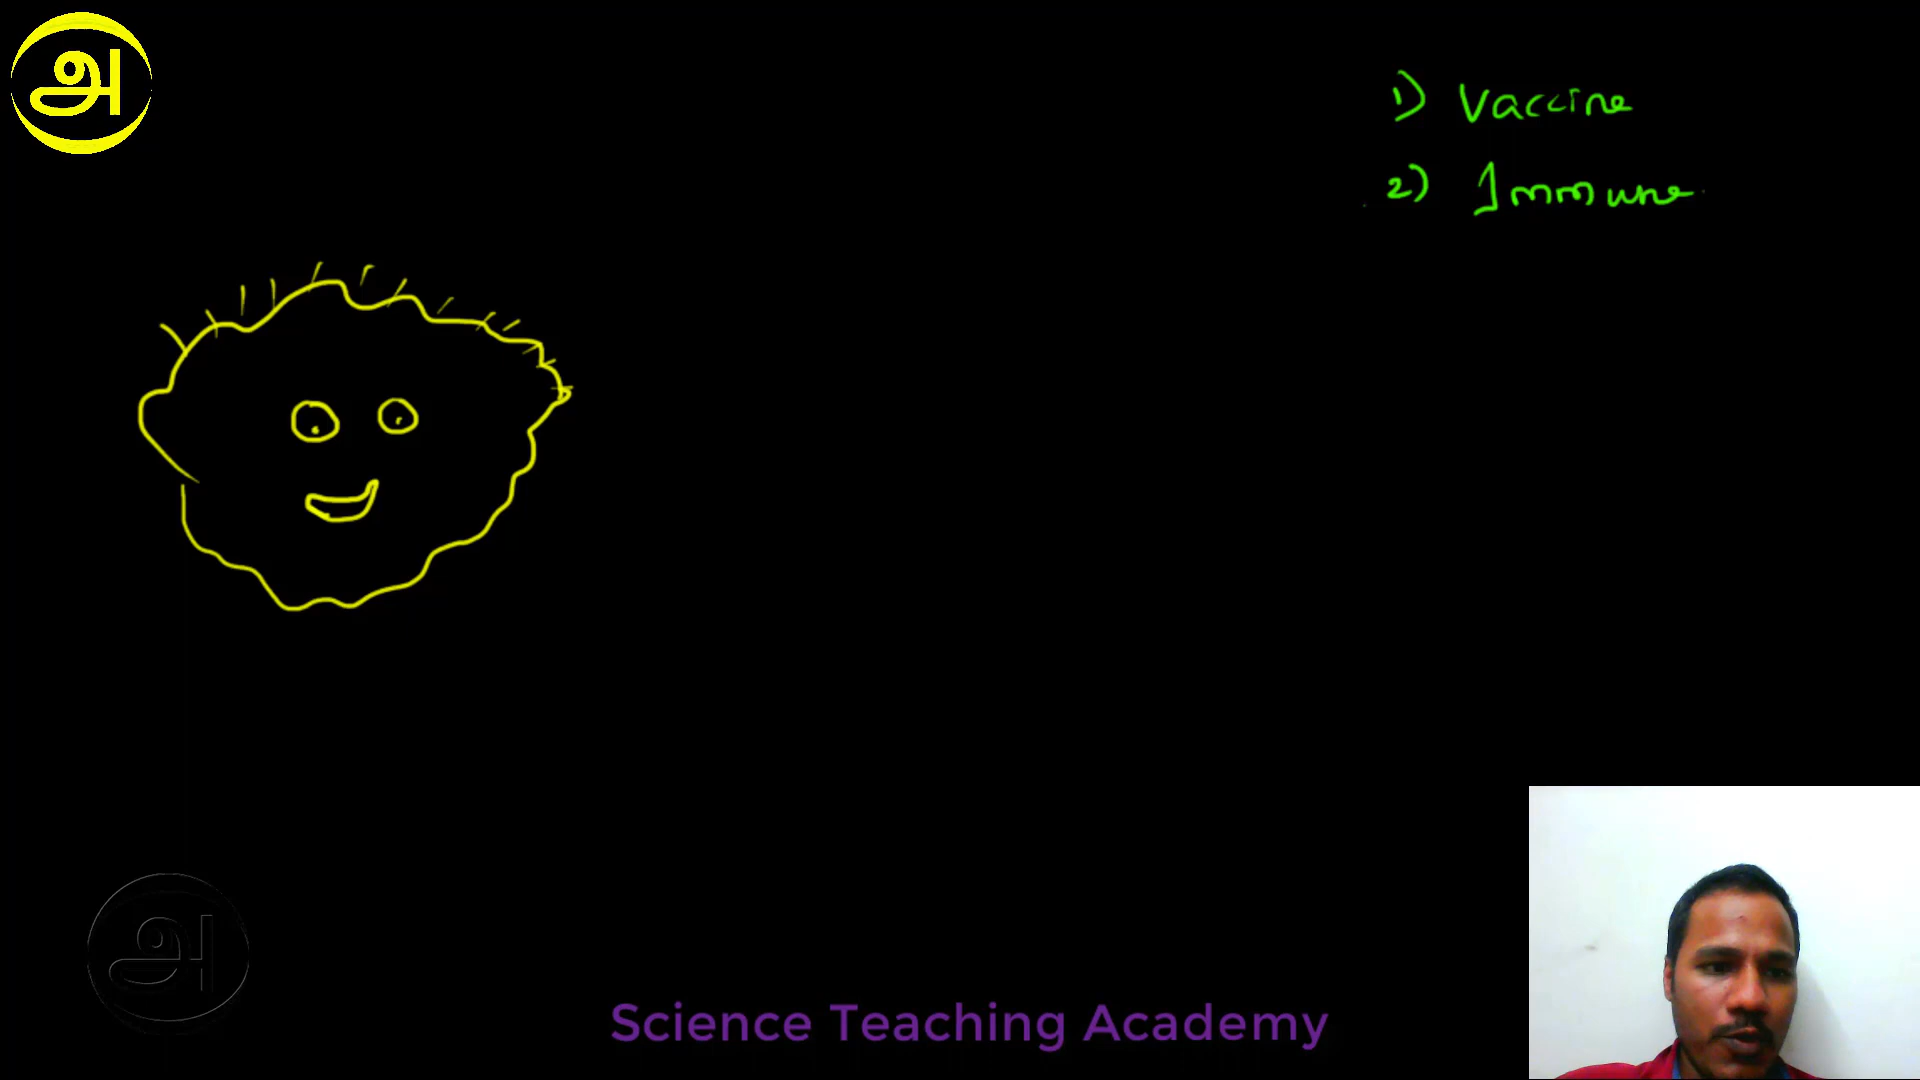 அ
1) Vaccine
2) Immune
அ
Science Teaching Academy